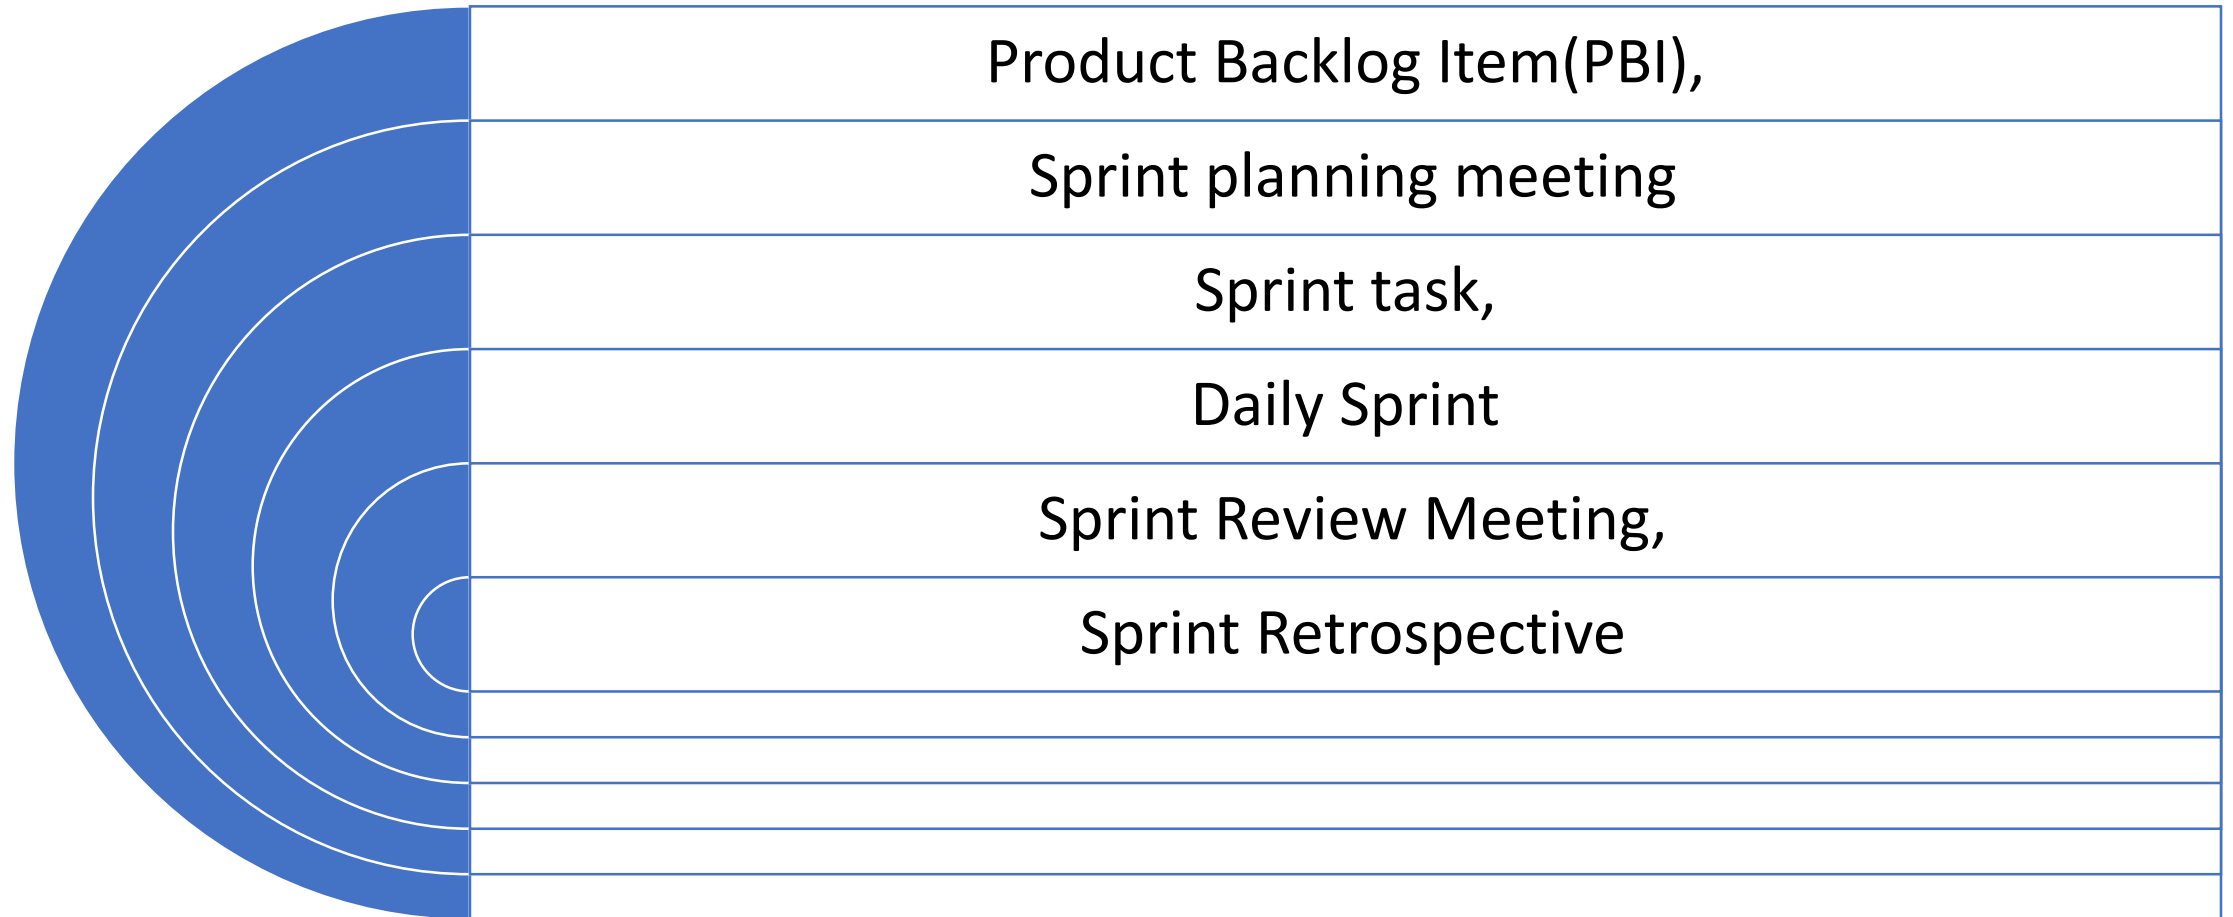 Product Backlog Item(PBI),
Sprint planning meeting
Sprint task,
Daily Sprint
Sprint Review Meeting,
Sprint Retrospective